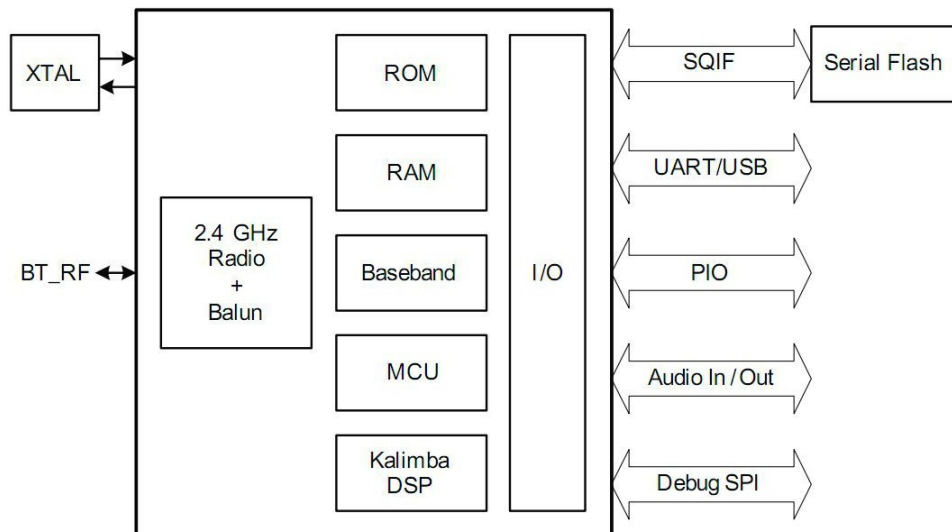 XTAL
BT_RF
2.4 GHz
Radio
+
Balun
ROM
RAM
Baseband
MCU
Kalimba
DSP
I/O
SQIF
UART/USB
PIO
Audio In/Out
Debug SPI
Serial Flash